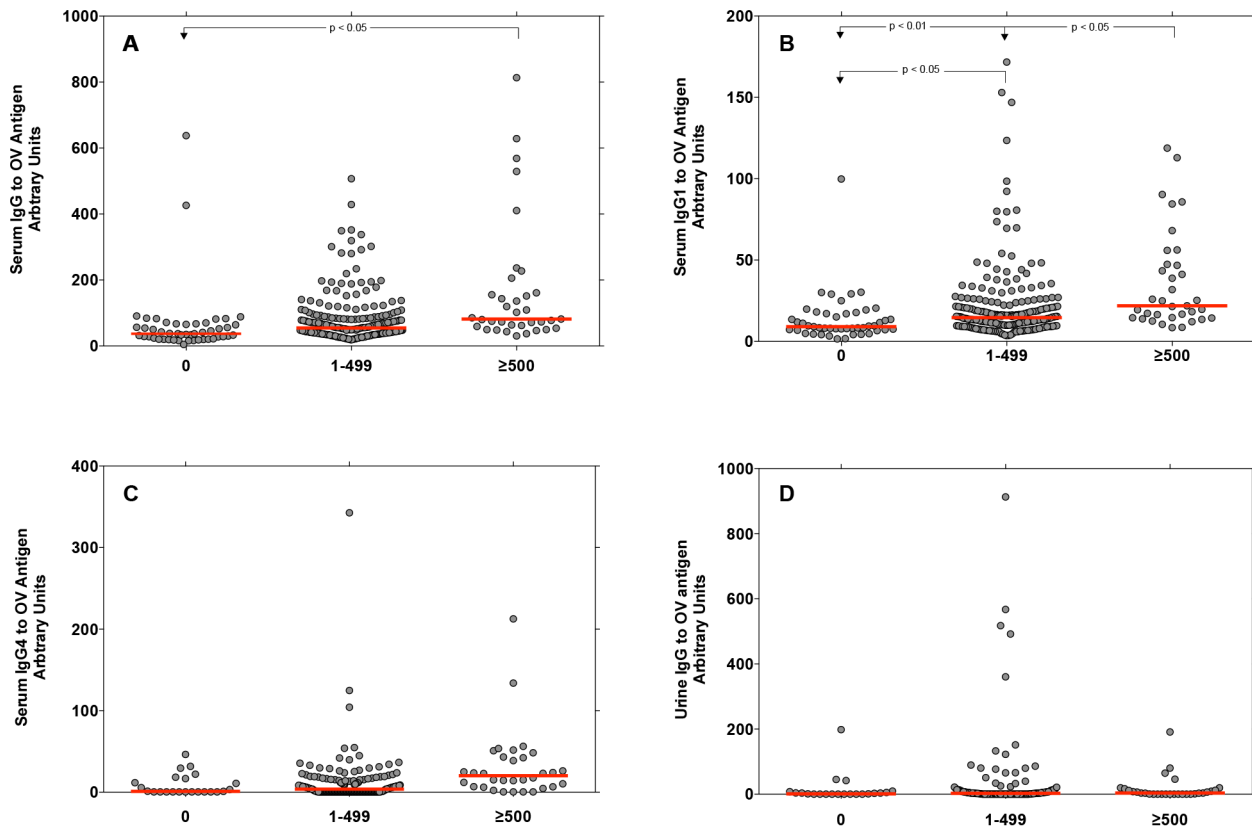 A
Serum IgG to OV Antigen
Arbtrary Units
1000
800
600
400
200
0
p < 0.05
0
1-499
≥500
B
Serum IgG1 to OV Antigen
Arbtrary Units
200
150
100
50
0
p < 0.01
p < 0.05
p < 0.05
0
1-499
≥500
C
Serum IgG4 to OV Antigen
Arbtrary Units
400
300
200
100
0
0
1-499
≥500
D
Urine IgG to OV antigen
Arbitrary Units
1000
800
600
400
200
0
0
1-499
≥500